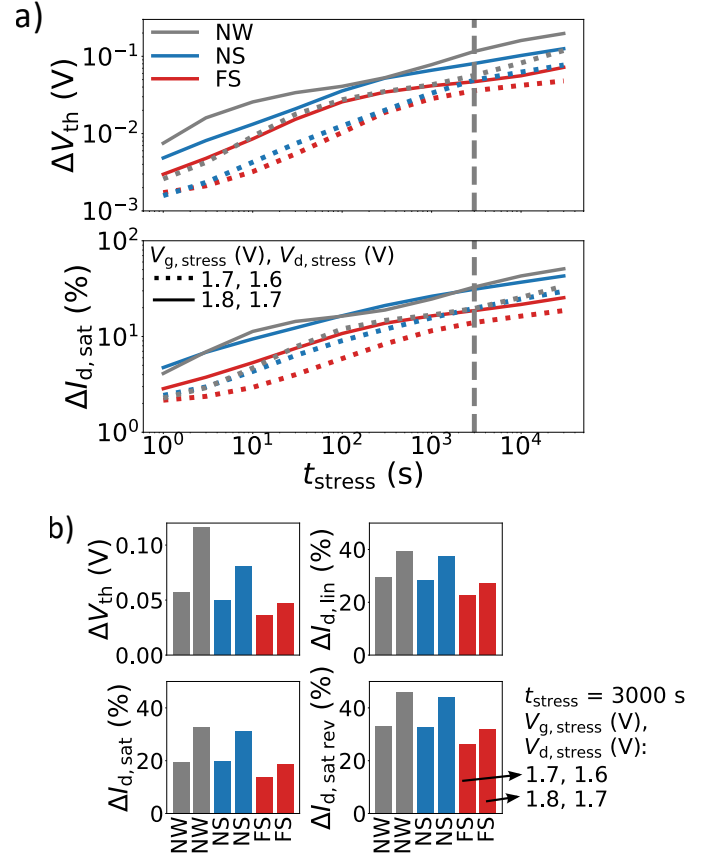 a)
NW
NS
FS
10⁻¹
10⁻²
10⁻³
ΔV_th (V)
V_g,stress (V), V_d,stress (V)
1.7, 1.6
1.8, 1.7
10²
10¹
10⁰
ΔI_d,sat (%)
10⁰ 10¹ 10² 10³ 10⁴
t_stress (s)
b)
0.10
0.05
0.00
ΔV_th (V)
40
20
0
ΔI_d,lin (%)
40
20
0
ΔI_d,sat (%)
NW NW NS NS FS FS
ΔI_d,sat rev (%)
NW NW NS NS FS FS
t_stress = 3000 s
V_g,stress (V),
V_d,stress (V):
1.7, 1.6
1.8, 1.7